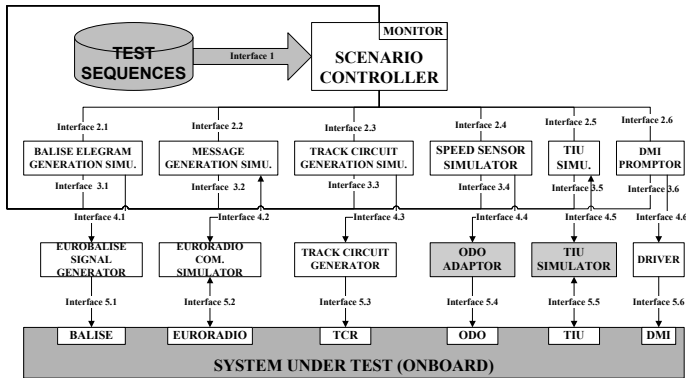 MONITOR
TEST
SEQUENCES
Interface 1
SCENARIO
CONTROLLER
Interface 2.1
Interface 2.2
Interface 2.3
Interface 2.4
Interface 2.5
Interface 2.6
BALISE ELEGRAM
GENERATION SIMU.
MESSAGE
GENERATION SIMU.
TRACK CIRCUIT
GENERATION SIMU.
SPEED SENSOR
SIMULATOR
TIU
SIMU.
DMI
PROMPTOR
Interface 3.1
Interface 3.2
Interface 3.3
Interface 3.4
Interface 3.5
Interface 3.6
Interface 4.1
Interface 4.2
Interface 4.3
Interface 4.4
Interface 4.5
Interface 4.6
EUROBALISE
SIGNAL
GENERATOR
EURORADIO
COM.
SIMULATOR
TRACK CIRCUIT
GENERATOR
ODO
ADAPTOR
TIU
SIMULATOR
DRIVER
Interface 5.1
Interface 5.2
Interface 5.3
Interface 5.4
Interface 5.5
Interface 5.6
BALISE
EURORADIO
TCR
ODO
TIU
DMI
SYSTEM UNDER TEST (ONBOARD)